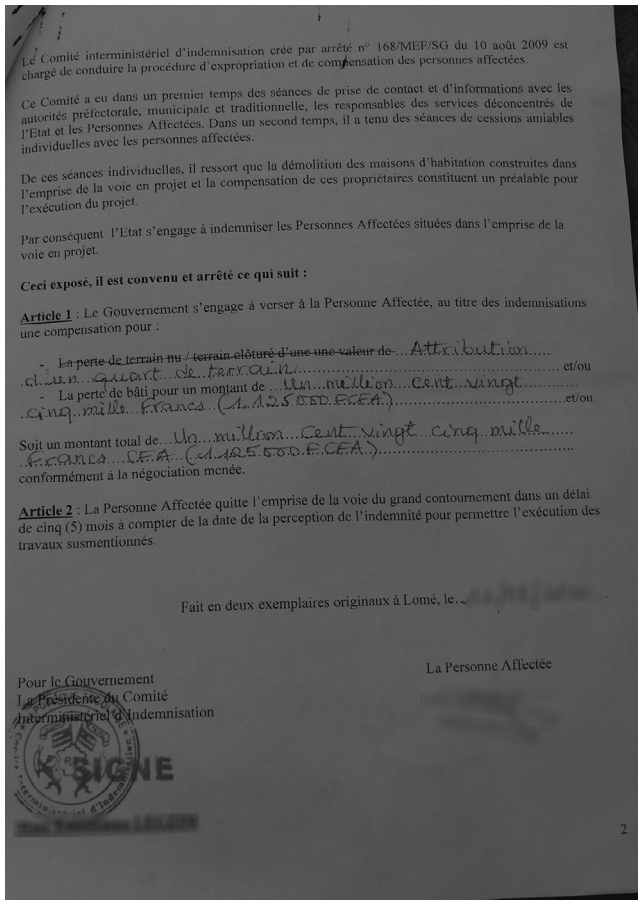 Le Comité interministériel d'indemnisation crée par arrêté n° 168/MEF/SG du 10 août 2009 est
chargé de conduire la procédure d'expropriation et de compensation des personnes affectées.
Ce Comité a eu dans un premier temps des séances de prise de contact et d'informations avec les
autorités préfectorale, municipale et traditionnelle, les responsables des services déconcentrés de
l'Etat et les Personnes Affectées. Dans un second temps, il a tenu des séances de cessions amiables
individuelles avec les personnes affectées.
De ces séances individuelles, il ressort que la démolition des maisons d'habitation construites dans
l'emprise de la voie en projet et la compensation de ces propriétaires constituent un préalable pour
l'exécution du projet.
Par conséquent l'Etat s'engage à indemniser les Personnes Affectées situées dans l'emprise de la
voie en projet.
Ceci exposé, il est convenu et arrêté ce qui suit :
Article 1 : Le Gouvernement s'engage à verser à la Personne Affectée, au titre des indemnisations
une compensation pour :
- La perte de terrain nu / terrain clôturé d'une une valeur de...Attribution.....
d'un quart de terrain...........et/ou
- La perte de bâti pour un montant de ...Un million cent vingt
cinq mille Francs (1.125000.F.CFA)...........et/ou
Soit un montant total de...Un million Cent vingt cinq mille......
Francs CFA (1.125.000.F.CFA)...........
conformément à la négociation menée.
Article 2 : La Personne Affectée quitte l'emprise de la voie du grand contournement dans un délai
de cinq (5) mois à compter de la date de la perception de l'indemnité pour permettre l'exécution des
travaux susmentionnés.
Fait en deux exemplaires originaux à Lomé, le..
Pour le Gouvernement
La Présidente du Comité
Interministériel d'Indemnisation
La Personne Affectée
SIGNE
2